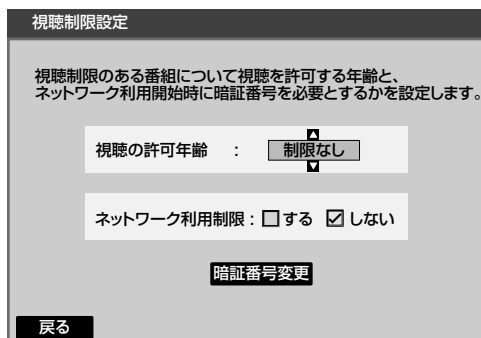 視聴制限設定
視聴制限のある番組について視聴を許可する年齢と、
ネットワーク利用開始時に暗証番号を必要とするかを設定します。
視聴の許可年齢 : 制限なし
ネットワーク利用制限 : する しない
暗証番号変更
戻る